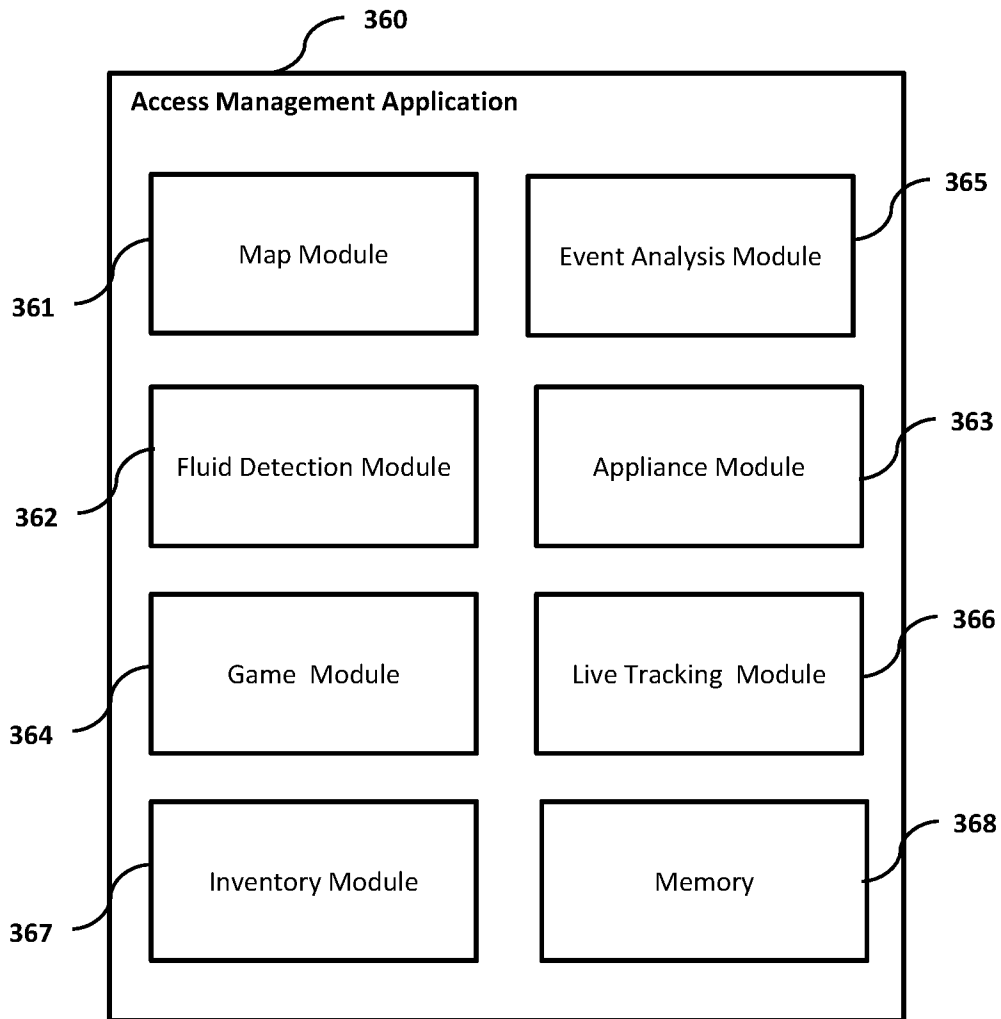 360
Access Management Application
365
Map Module
Event Analysis Module
361
363
Fluid Detection Module
Appliance Module
362
366
Game Module
Live Tracking Module
364
368
Inventory Module
Memory
367